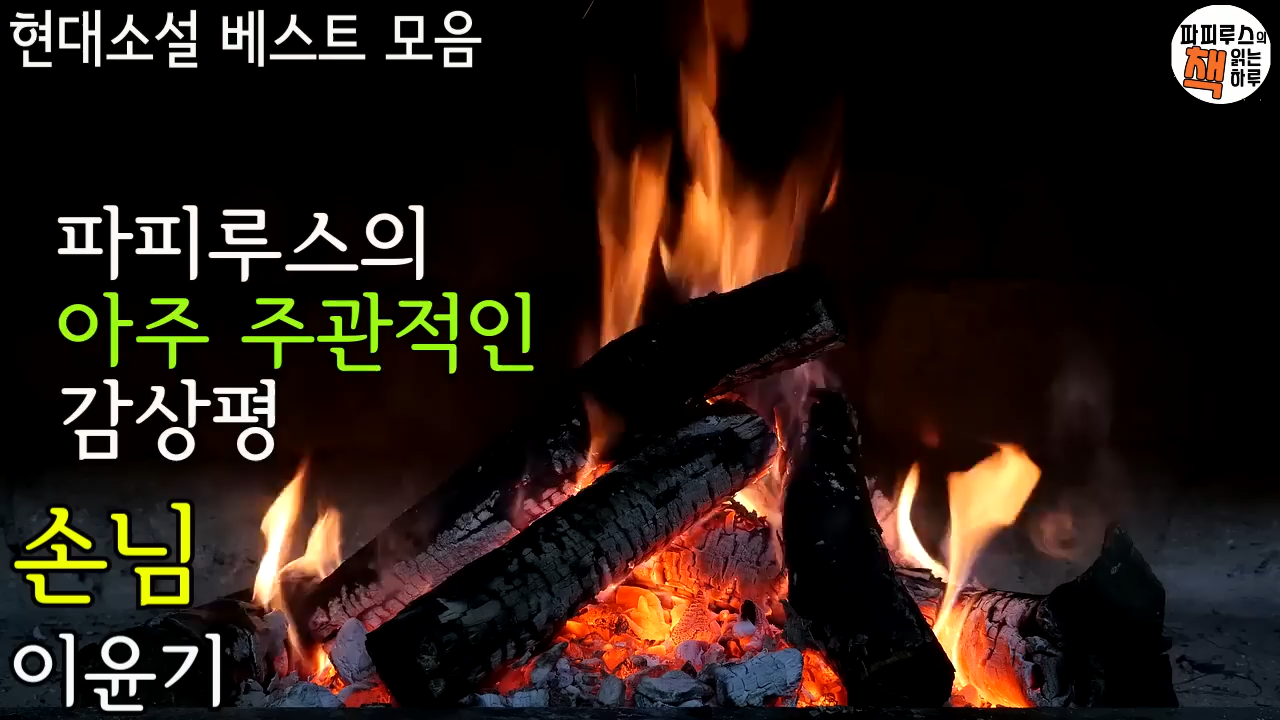 현대소설 베스트 모음
파피루스의
책 읽는
하루
파피루스의
아주 주관적인
감상평
손님
이윤기